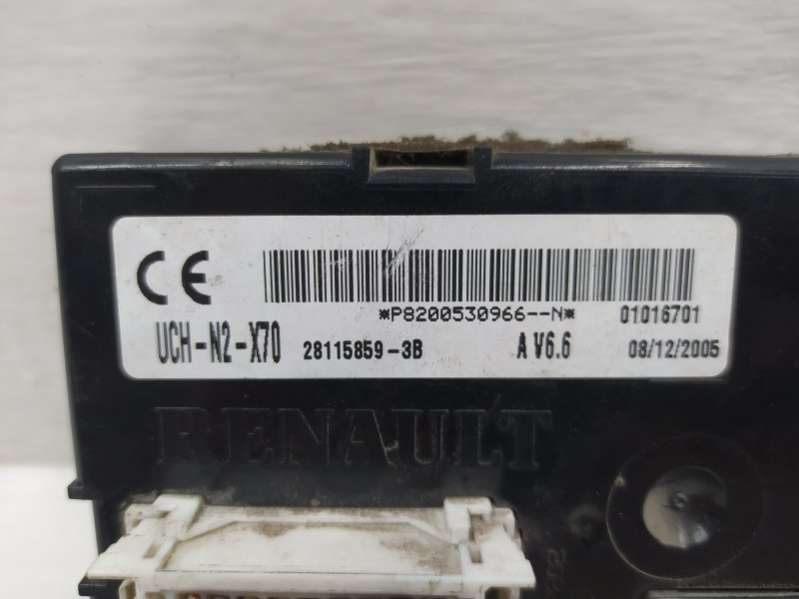 CE
*P8200530966--N* 01016701
UCH-N2-X70 28115859-3B A V6.6 08/12/2005
RENAULT